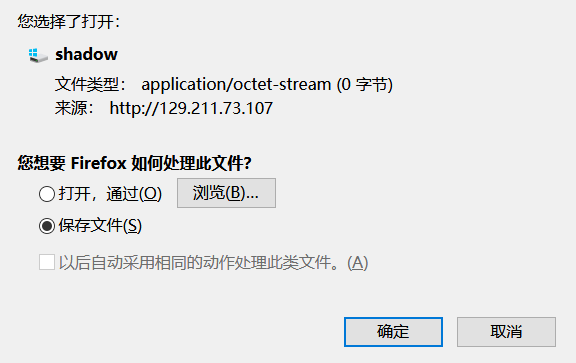 您选择了打开：
shadow
文件类型： application/octet-stream (0 字节)
来源： http://129.211.73.107
您想要 Firefox 如何处理此文件？
打开，通过(O) 浏览(B)...
保存文件(S)
以后自动采用相同的动作处理此类文件。(A)
确定 取消